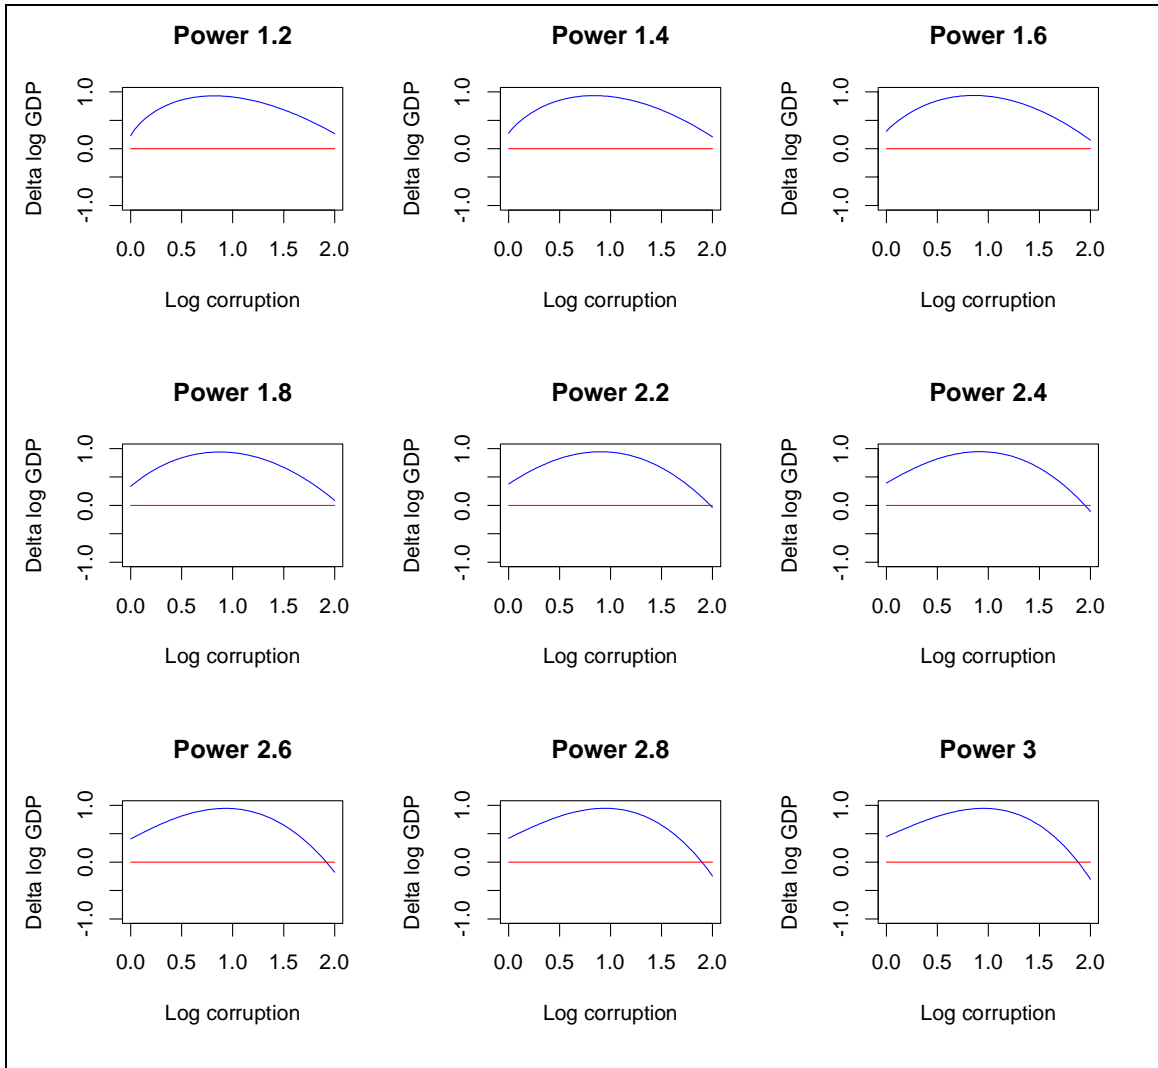 Power 1.2
Delta log GDP
1.0
0.0
-1.0
0.0 0.5 1.0 1.5 2.0
Log corruption
Power 1.4
Delta log GDP
1.0
0.0
-1.0
0.0 0.5 1.0 1.5 2.0
Log corruption
Power 1.6
Delta log GDP
1.0
0.0
-1.0
0.0 0.5 1.0 1.5 2.0
Log corruption
Power 1.8
Delta log GDP
1.0
0.0
-1.0
0.0 0.5 1.0 1.5 2.0
Log corruption
Power 2.2
Delta log GDP
1.0
0.0
-1.0
0.0 0.5 1.0 1.5 2.0
Log corruption
Power 2.4
Delta log GDP
1.0
0.0
-1.0
0.0 0.5 1.0 1.5 2.0
Log corruption
Power 2.6
Delta log GDP
1.0
0.0
-1.0
0.0 0.5 1.0 1.5 2.0
Log corruption
Power 2.8
Delta log GDP
1.0
0.0
-1.0
0.0 0.5 1.0 1.5 2.0
Log corruption
Power 3
Delta log GDP
1.0
0.0
-1.0
0.0 0.5 1.0 1.5 2.0
Log corruption